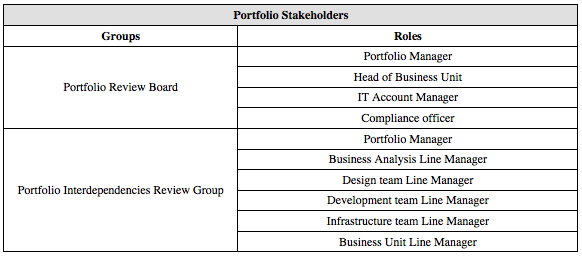 Portfolio Stakeholders
Groups Roles
Portfolio Review Board
Portfolio Manager
Head of Business Unit
IT Account Manager
Compliance officer
Portfolio Interdependencies Review Group
Portfolio Manager
Business Analysis Line Manager
Design team Line Manager
Development team Line Manager
Infrastructure team Line Manager
Business Unit Line Manager